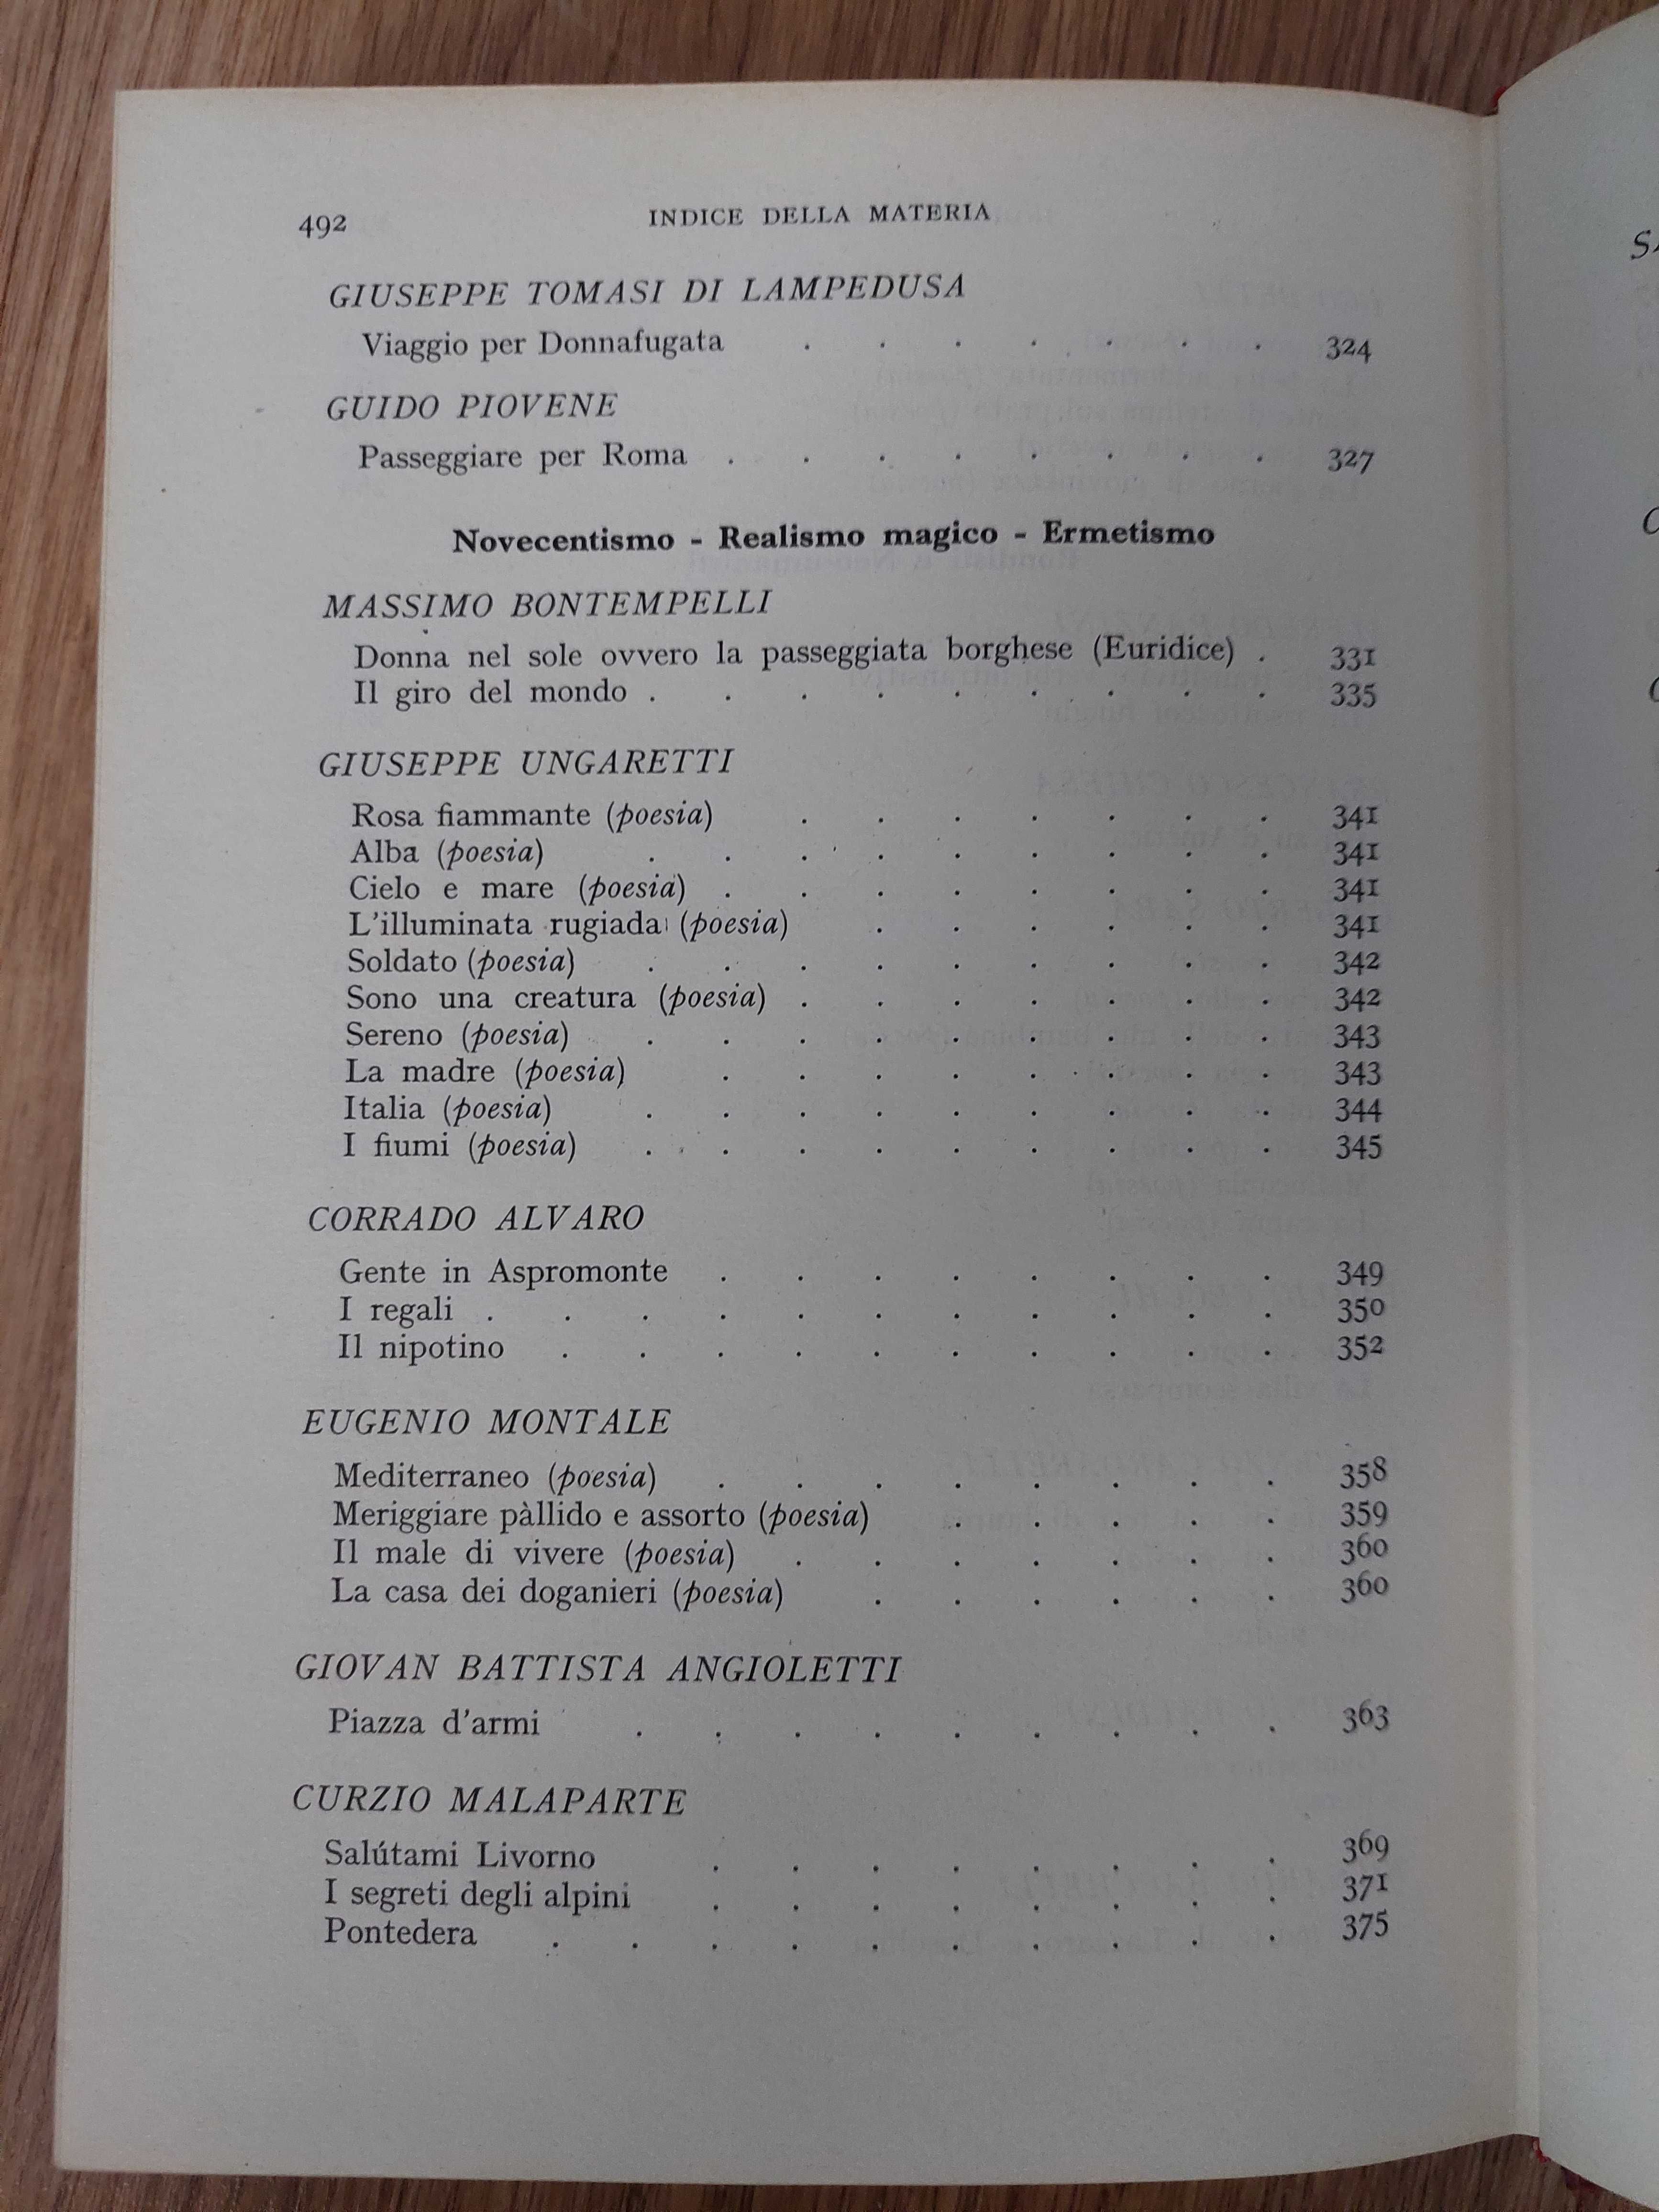 492 INDICE DELLA MATERIA
GIUSEPPE TOMASI DI LAMPEDUSA
Viaggio per Donnafugata . . . . . . . 324
GUIDO PIOVENE
Passeggiare per Roma . . . . . . . . 327
Novecentismo - Realismo magico - Ermetismo
MASSIMO BONTEMPELLI
Donna nel sole ovvero la passeggiata borghese (Euridice) . 331
Il giro del mondo . . . . . . . . . 335
GIUSEPPE UNGARETTI
Rosa fiammante (poesia) . . . . . . . 341
Alba (poesia) . . . . . . . . . 341
Cielo e mare (poesia) . . . . . . . . 341
L'illuminata rugiada (poesia) . . . . . . 341
Soldato (poesia) . . . . . . . . . 342
Sono una creatura (poesia) . . . . . . . 342
Sereno (poesia) . . . . . . . . . 343
La madre (poesia) . . . . . . . . 343
Italia (poesia) . . . . . . . . . 344
I fiumi (poesia) . . . . . . . . . 345
CORRADO ALVARO
Gente in Aspromonte . . . . . . . . 349
I regali . . . . . . . . . . . 350
Il nipotino . . . . . . . . . . 352
EUGENIO MONTALE
Mediterraneo (poesia) . . . . . . . . 358
Meriggiare pàllido e assorto (poesia) . . . . . 359
Il male di vivere (poesia) . . . . . . . 360
La casa dei doganieri (poesia) . . . . . . 360
GIOVAN BATTISTA ANGIOLETTI
Piazza d'armi . . . . . . . . . 363
CURZIO MALAPARTE
Salútami Livorno . . . . . . . . 369
I segreti degli alpini . . . . . . . . 371
Pontedera . . . . . . . . . . 375